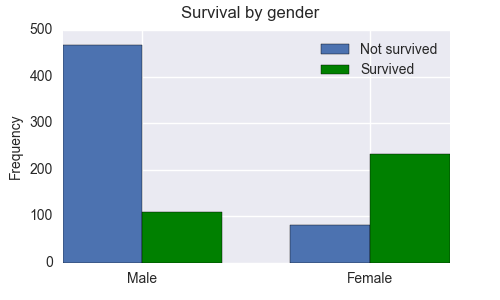 Survival by gender
500
400
300
200
100
0
Frequency
Not survived
Survived
Male
Female